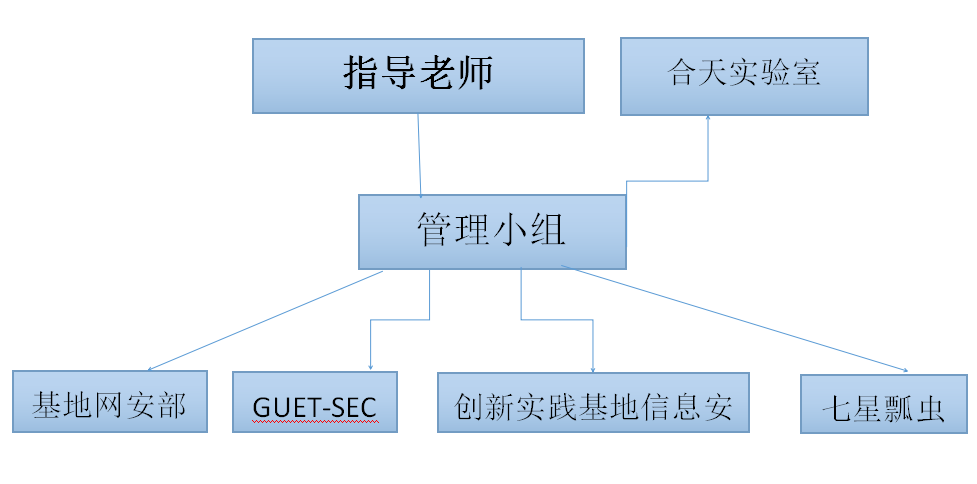 指导老师
合天实验室
管理小组
基地网安部
GUET-SEC
创新实践基地信息安
七星瓢虫